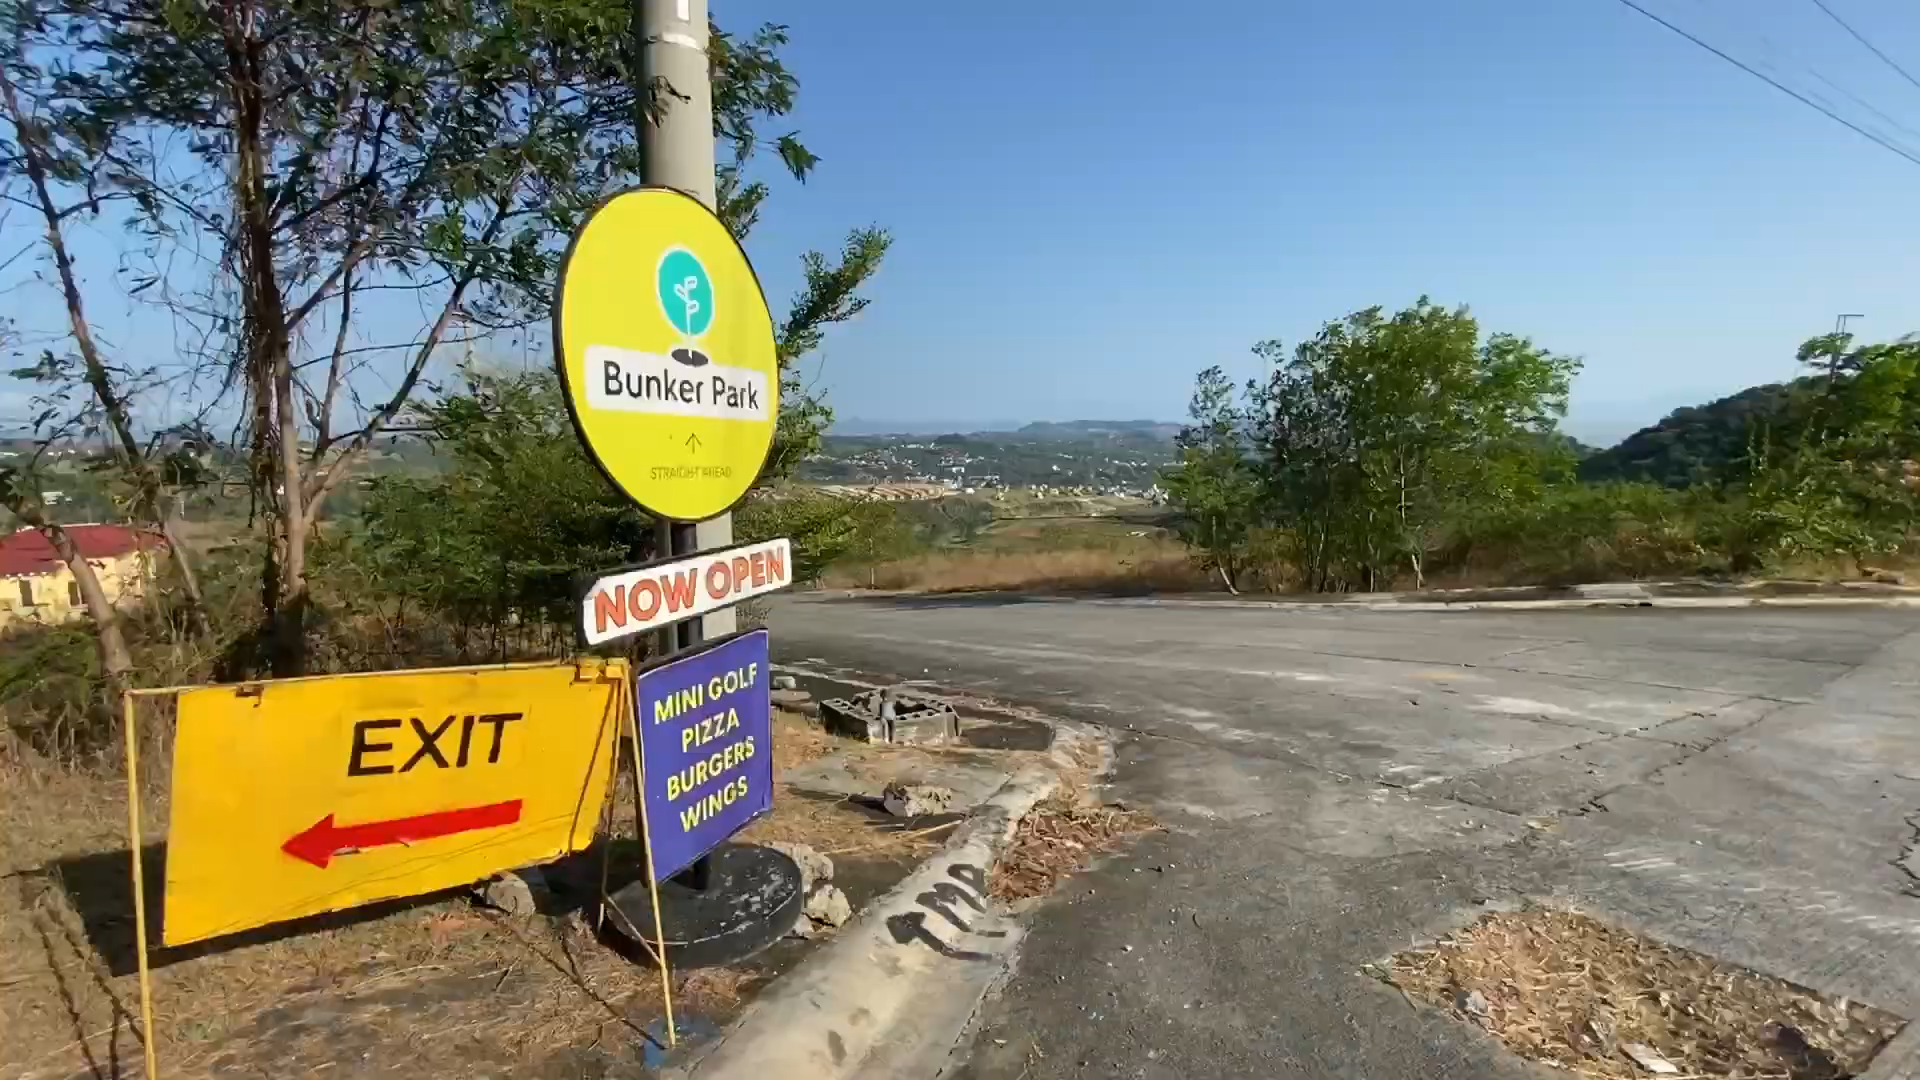 Bunker Park
STRAIGHT AHEAD
NOW OPEN
MINI GOLF
PIZZA
BURGERS
WINGS
EXIT